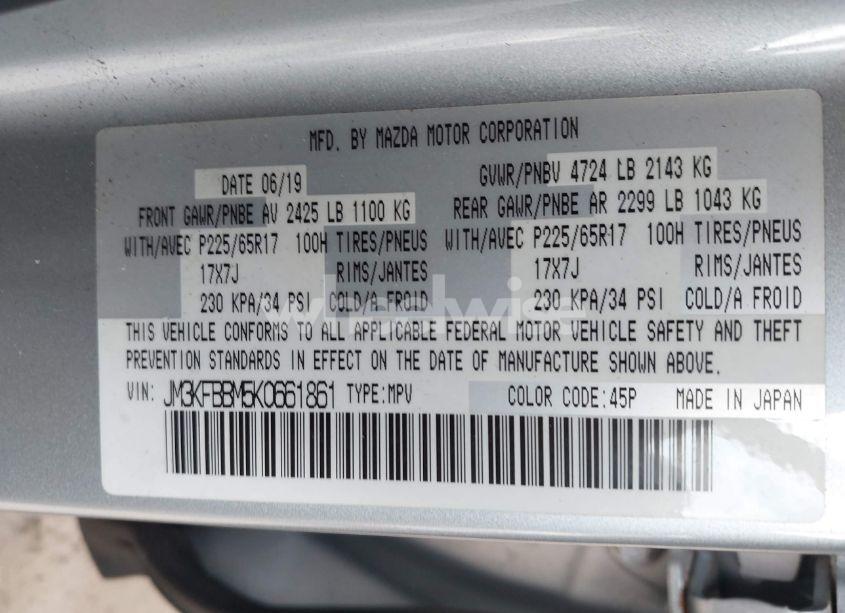 MFD. BY MAZDA MOTOR CORPORATION
DATE 06/19 GVWR/PNBV 4724 LB 2143 KG
FRONT GAWR/PNBE AV 2425 LB 1100 KG REAR GAWR/PNBE AR 2299 LB 1043 KG
WITH/AVEC P225/65R17 100H TIRES/PNEUS WITH/AVEC P225/65R17 100H TIRES/PNEUS
17X7J RIMS/JANTES 17X7J RIMS/JANTES
230 KPA/34 PSI COLD/A FROID 230 KPA/34 PSI COLD/A FROID
THIS VEHICLE CONFORMS TO ALL APPLICABLE FEDERAL MOTOR VEHICLE SAFETY AND THEFT
PREVENTION STANDARDS IN EFFECT ON THE DATE OF MANUFACTURE SHOWN ABOVE.
VIN: JM3KFBBM5K0661861 TYPE:MPV COLOR CODE:45P MADE IN JAPAN